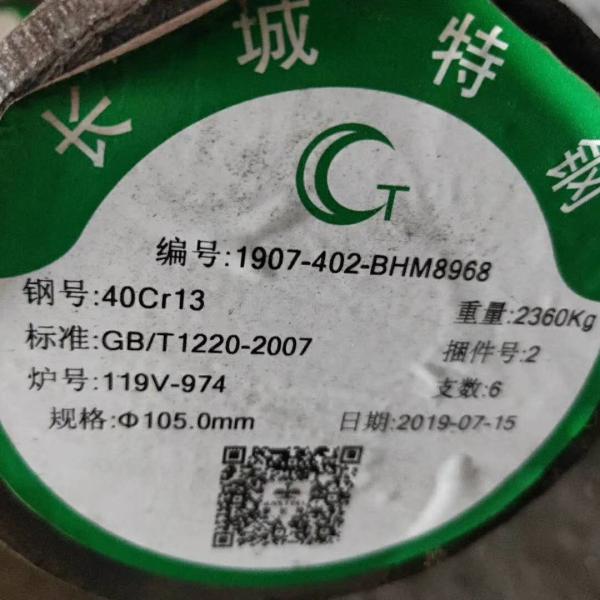 长城特钢
GT
编号:1907-402-BHM8968
钢号:40Cr13
重量:2360Kg
标准:GB/T1220-2007
捆件号:2
炉号:119V-974
支数:6
规格:Φ105.0mm
日期:2019-07-15